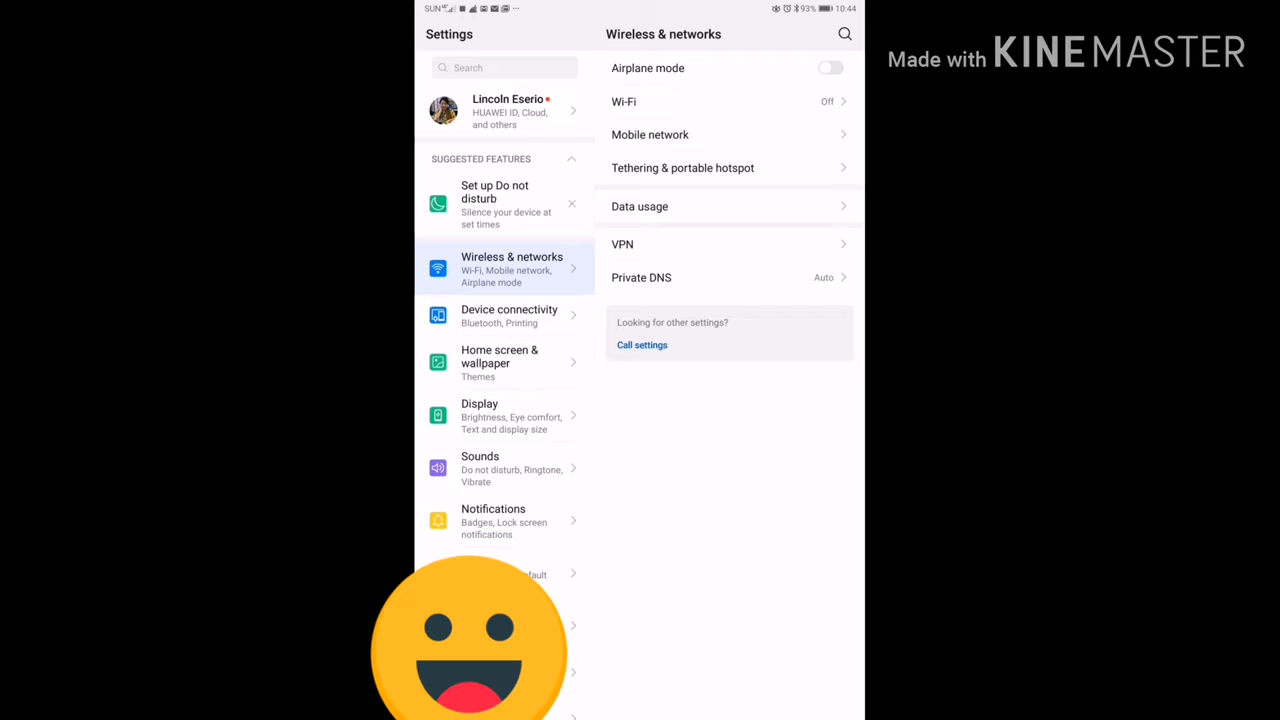 SUN 93% 10:44
Settings
Search
Lincoln Eserio
HUAWEI ID, Cloud,
and others
SUGGESTED FEATURES
Set up Do not
disturb
Silence your device at
set times
Wireless & networks
Wi-Fi, Mobile network,
Airplane mode
Device connectivity
Bluetooth, Printing
Home screen &
wallpaper
Themes
Display
Brightness, Eye comfort,
Text and display size
Sounds
Do not disturb, Ringtone,
Vibrate
Notifications
Badges, Lock screen
notifications
Wireless & networks
Airplane mode
Wi-Fi Off
Mobile network
Tethering & portable hotspot
Data usage
VPN
Private DNS Auto
Looking for other settings?
Call settings
Made with KINEMASTER